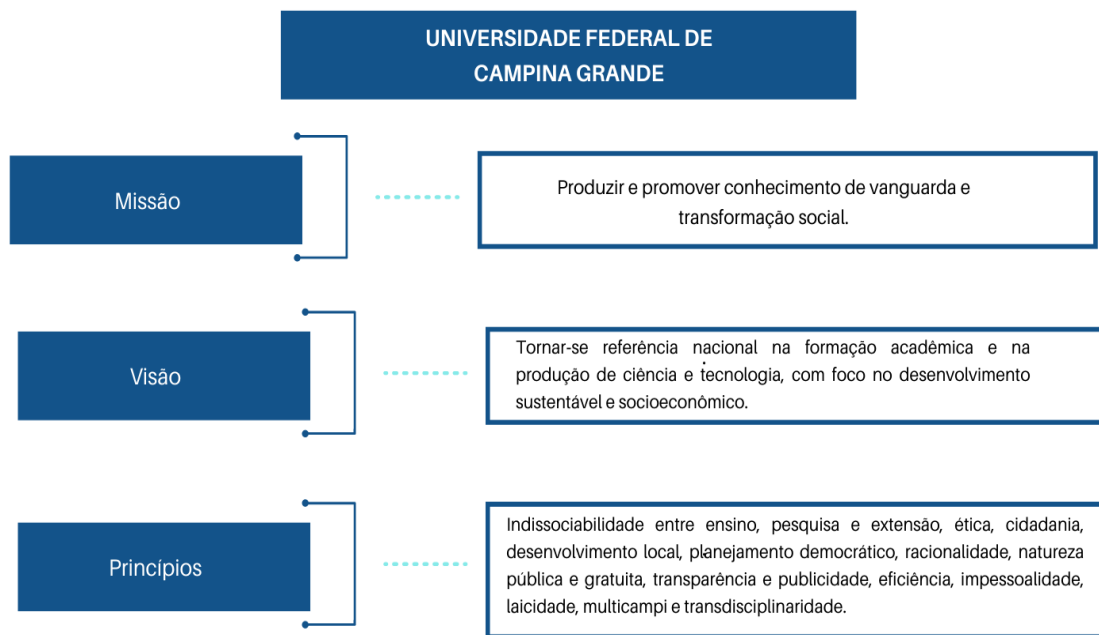 UNIVERSIDADE FEDERAL DE
CAMPINA GRANDE
Missão
Produzir e promover conhecimento de vanguarda e
transformação social.
Visão
Tornar-se referência nacional na formação acadêmica e na
produção de ciência e tecnologia, com foco no desenvolvimento
sustentável e socioeconômico.
Princípios
Indissociabilidade entre ensino, pesquisa e extensão, ética, cidadania,
desenvolvimento local, planejamento democrático, racionalidade, natureza
pública e gratuita, transparência e publicidade, eficiência, impessoalidade,
laicidade, multicampi e transdisciplinaridade.